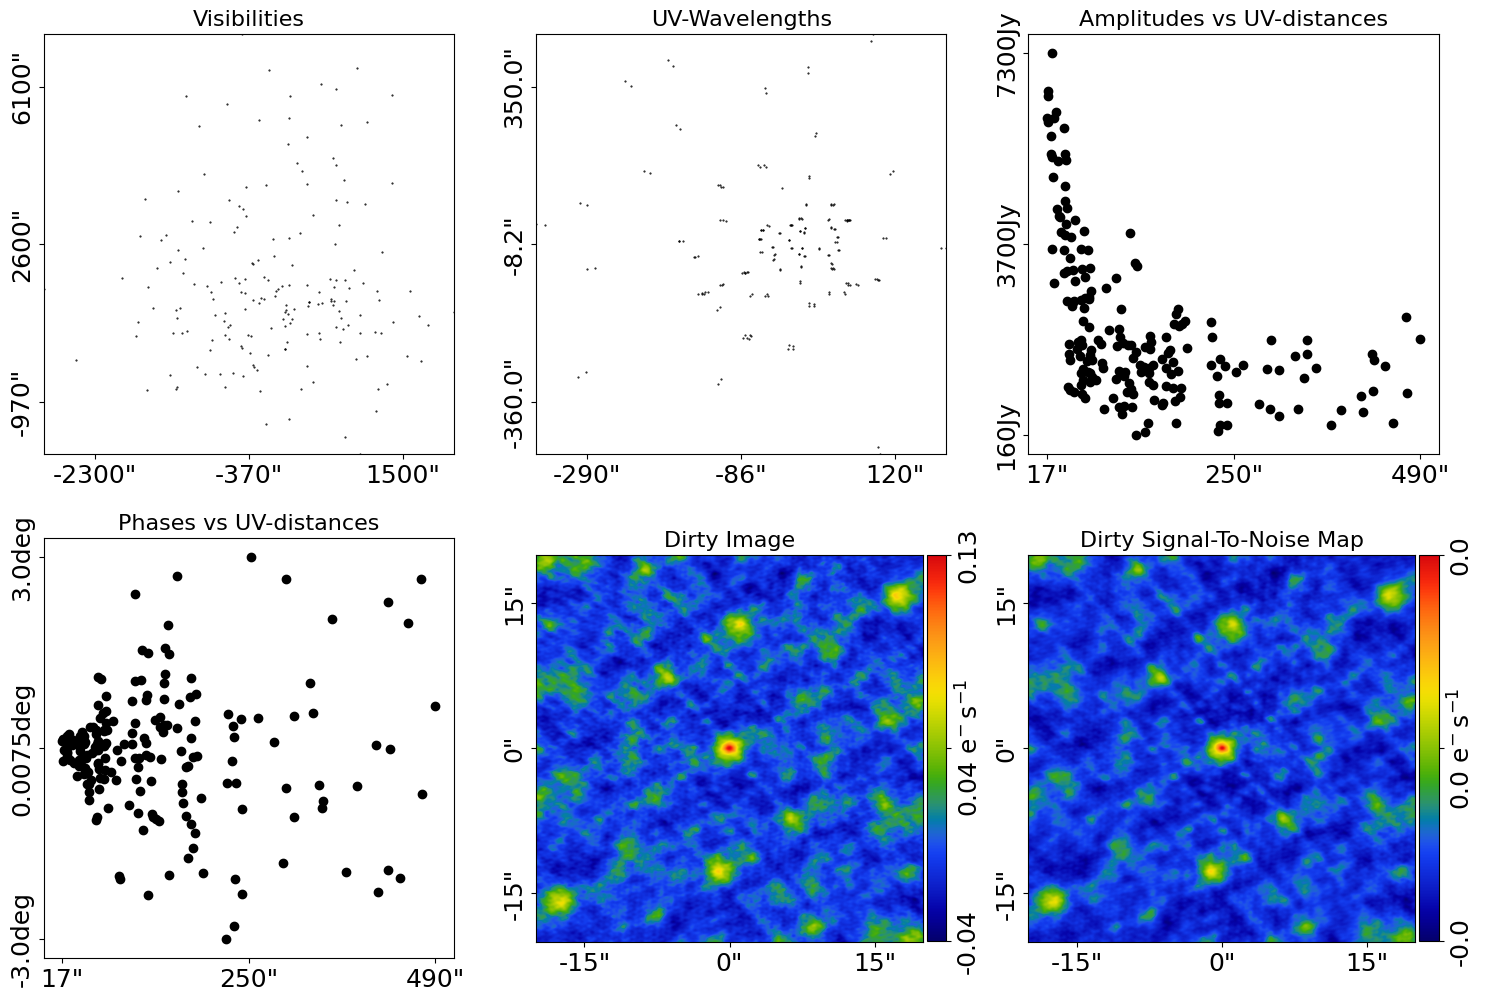 Visibilities
6100"
2600"
-970"
-2300"
-370"
1500"
UV-Wavelengths
350.0"
-8.2"
-360.0"
-290"
-86"
120"
Amplitudes vs UV-distances
7300Jy
3700Jy
160Jy
17"
250"
490"
Phases vs UV-distances
3.0deg
0.0075deg
-3.0deg
17"
250"
490"
Dirty Image
15"
0"
-15"
-15"
0"
15"
0.13
0.04 e⁻ s⁻¹
-0.04
Dirty Signal-To-Noise Map
15"
0"
-15"
-15"
0"
15"
0.0
0.0 e⁻ s⁻¹
-0.0